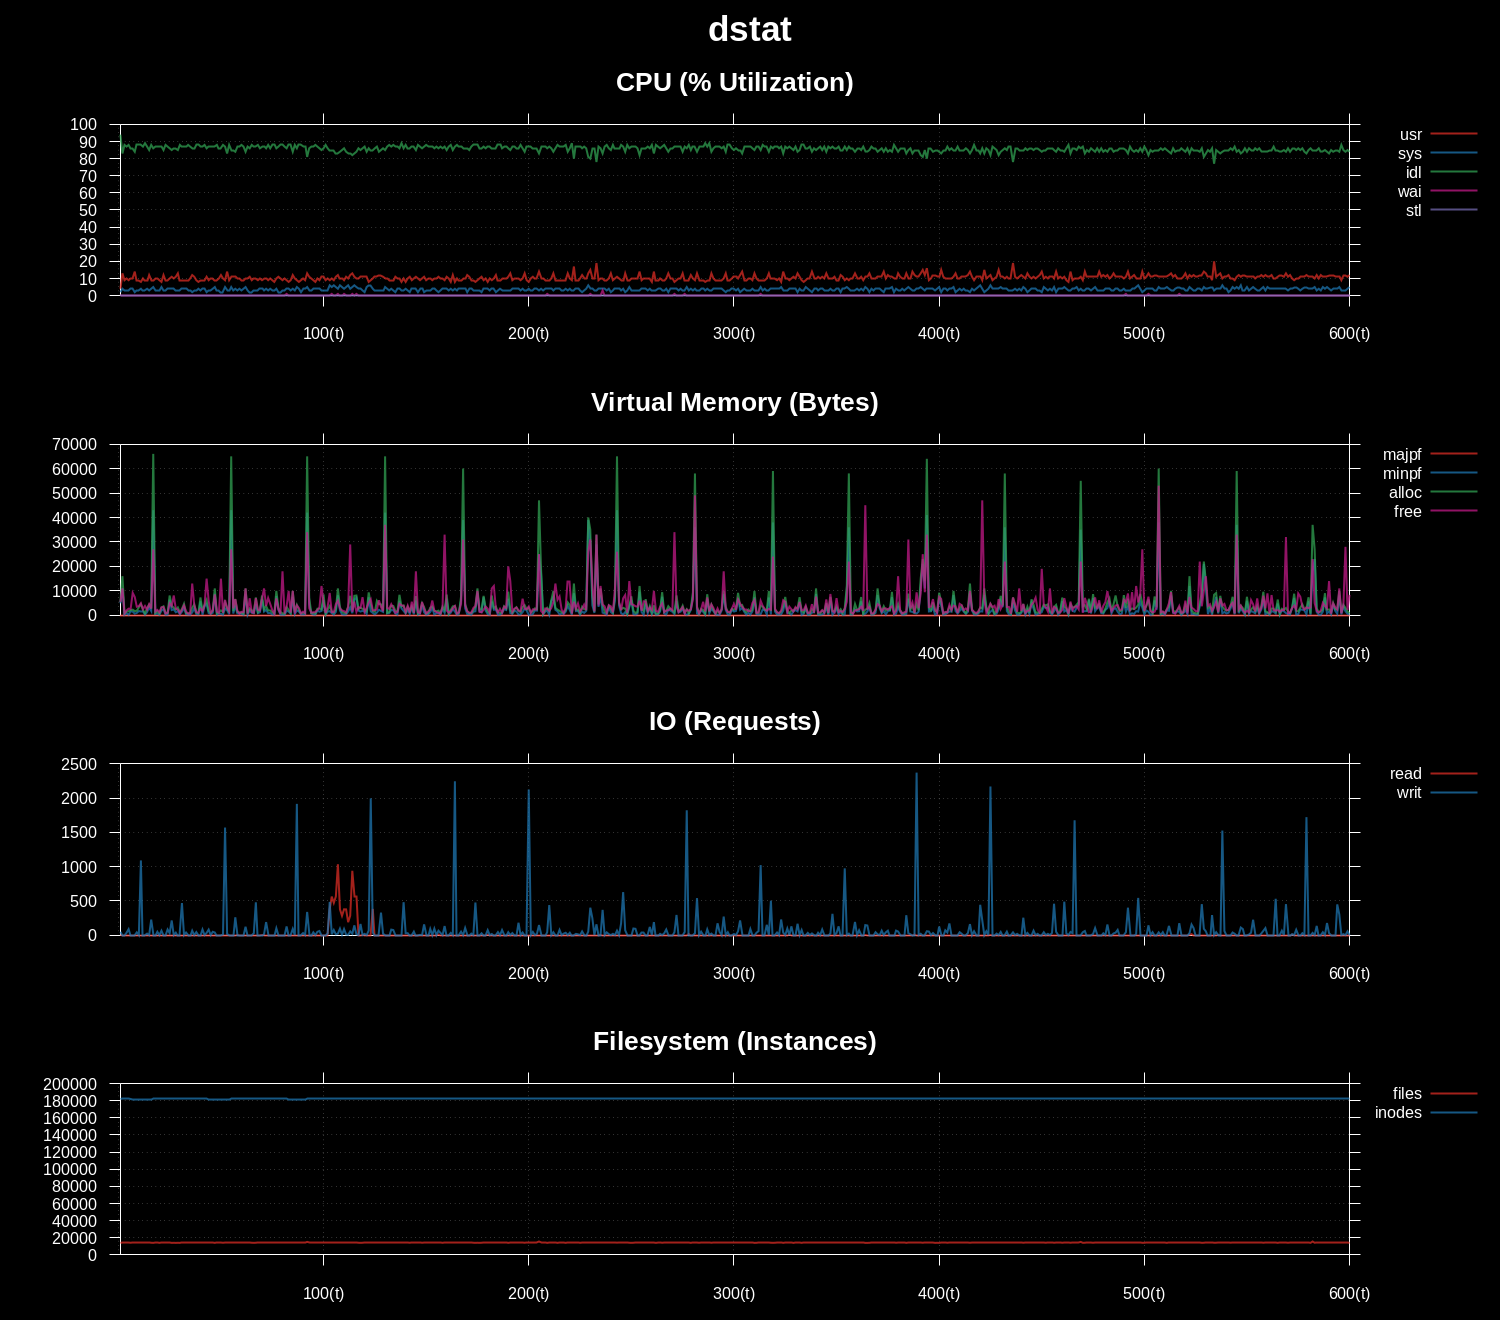 dstat
CPU (% Utilization)
100
90
80
70
60
50
40
30
20
10
0
100(t) 200(t) 300(t) 400(t) 500(t) 600(t)
usr
sys
idl
wai
stl
Virtual Memory (Bytes)
70000
60000
50000
40000
30000
20000
10000
0
100(t) 200(t) 300(t) 400(t) 500(t) 600(t)
majpf
minpf
alloc
free
IO (Requests)
2500
2000
1500
1000
500
0
100(t) 200(t) 300(t) 400(t) 500(t) 600(t)
read
writ
Filesystem (Instances)
200000
180000
160000
140000
120000
100000
80000
60000
40000
20000
0
100(t) 200(t) 300(t) 400(t) 500(t) 600(t)
files
inodes